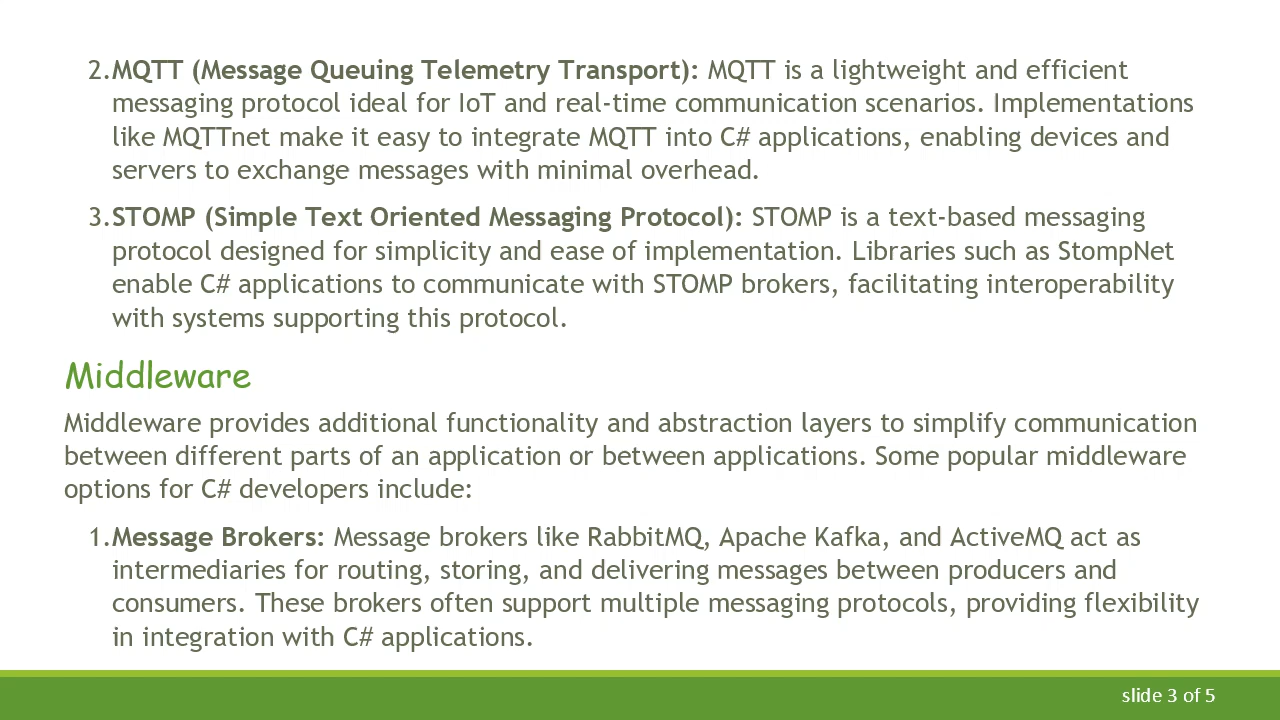 2.MQTT (Message Queuing Telemetry Transport): MQTT is a lightweight and efficient
messaging protocol ideal for IoT and real-time communication scenarios. Implementations
like MQTTnet make it easy to integrate MQTT into C# applications, enabling devices and
servers to exchange messages with minimal overhead.
3.STOMP (Simple Text Oriented Messaging Protocol): STOMP is a text-based messaging
protocol designed for simplicity and ease of implementation. Libraries such as StompNet
enable C# applications to communicate with STOMP brokers, facilitating interoperability
with systems supporting this protocol.
Middleware
Middleware provides additional functionality and abstraction layers to simplify communication
between different parts of an application or between applications. Some popular middleware
options for C# developers include:
1.Message Brokers: Message brokers like RabbitMQ, Apache Kafka, and ActiveMQ act as
intermediaries for routing, storing, and delivering messages between producers and
consumers. These brokers often support multiple messaging protocols, providing flexibility
in integration with C# applications.
slide 3 of 5